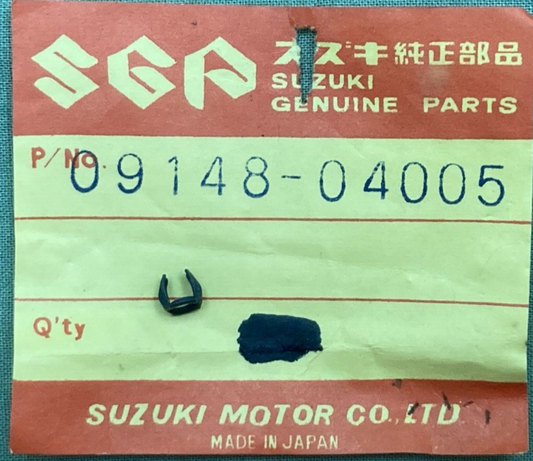 SGP
スズキ純正部品
SUZUKI
GENUINE PARTS
P/No. 09148-04005
Q'ty
SUZUKI MOTOR CO.,LTD
MADE IN JAPAN